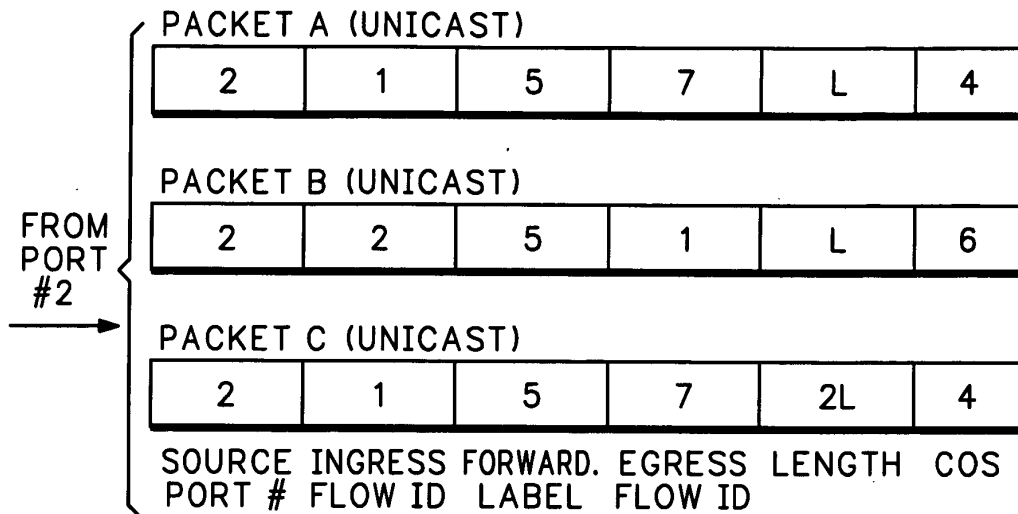 PACKET A (UNICAST)
2 1 5 7 L 4
PACKET B (UNICAST)
2 2 5 1 L 6
FROM
PORT
#2
PACKET C (UNICAST)
2 1 5 7 2L 4
SOURCE INGRESS FORWARD. EGRESS LENGTH COS
PORT # FLOW ID LABEL FLOW ID